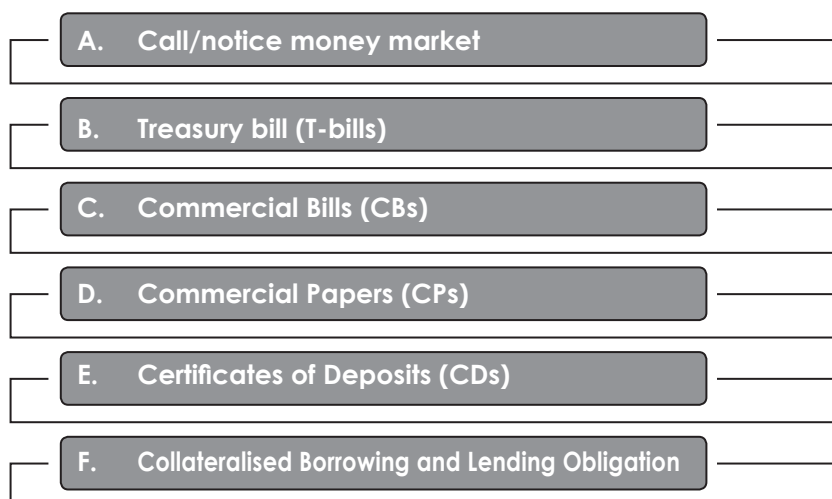 A. Call/notice money market
B. Treasury bill (T-bills)
C. Commercial Bills (CBs)
D. Commercial Papers (CPs)
E. Certificates of Deposits (CDs)
F. Collateralised Borrowing and Lending Obligation